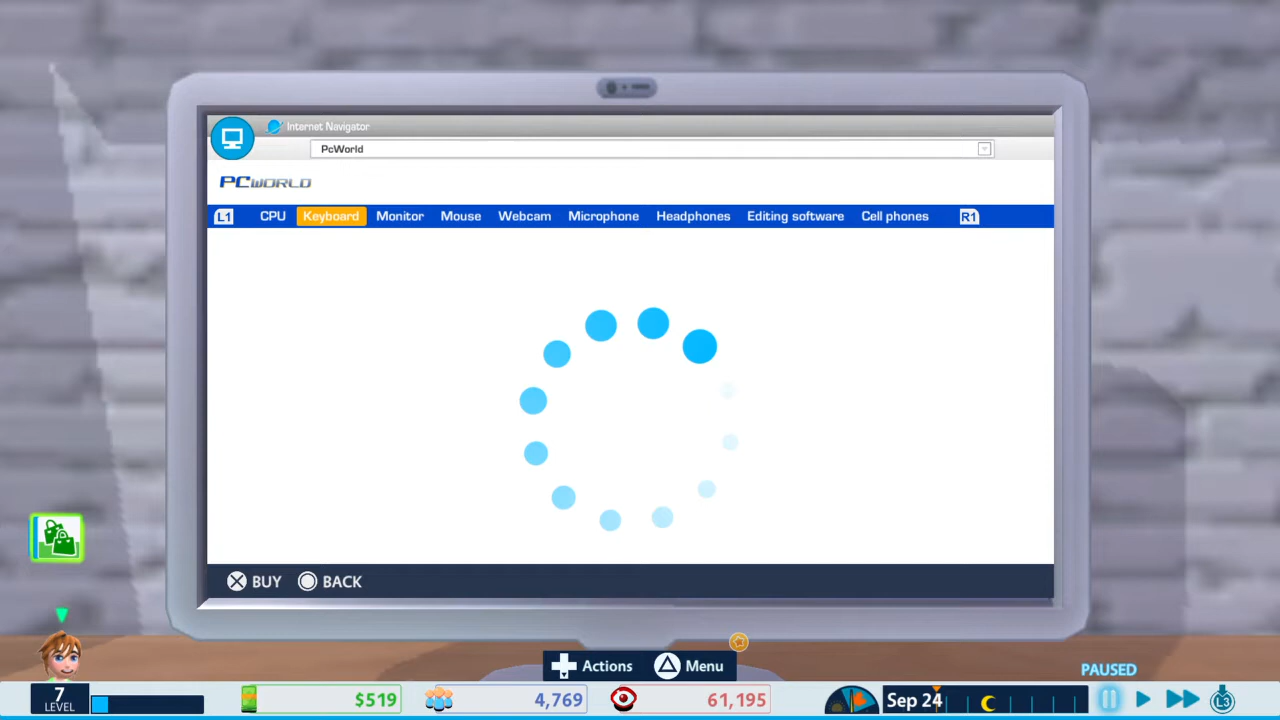 Internet Navigator
PcWorld
PCWORLD
L1 CPU Keyboard Monitor Mouse Webcam Microphone Headphones Editing software Cell phones R1
BUY BACK
Actions Menu
PAUSED
7 LEVEL $519 4,769 61,195 Sep 24 L3